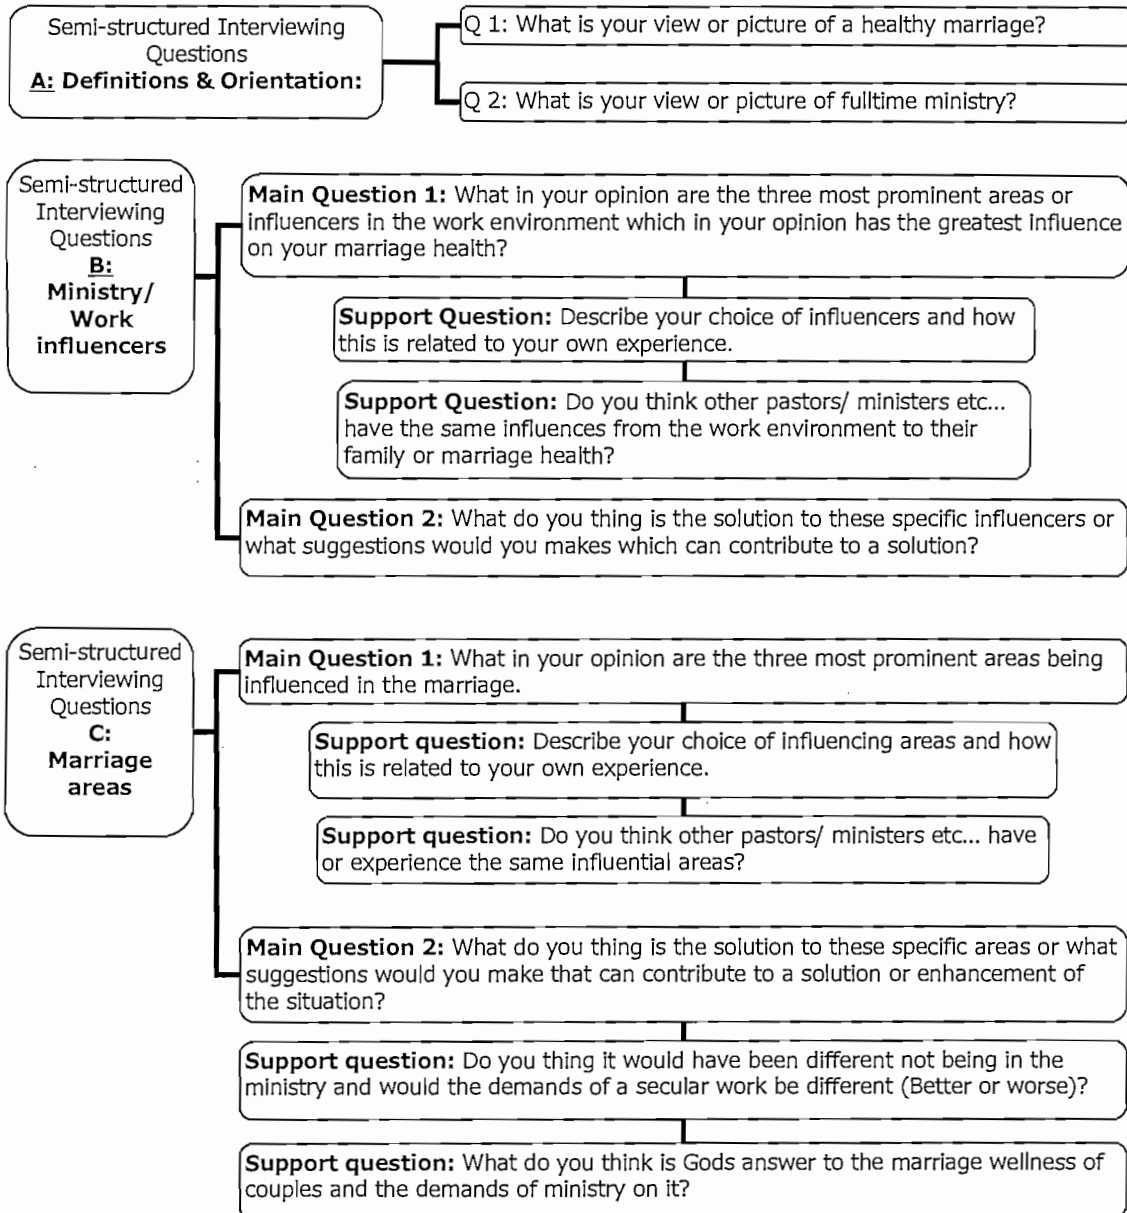 Semi-structured Interviewing
Questions
A: Definitions & Orientation:
Q 1: What is your view or picture of a healthy marriage?
Q 2: What is your view or picture of fulltime ministry?
Semi-structured
Interviewing
Questions
B:
Ministry/
Work
influencers
Main Question 1: What in your opinion are the three most prominent areas or
influencers in the work environment which in your opinion has the greatest influence
on your marriage health?
Support Question: Describe your choice of influencers and how
this is related to your own experience.
Support Question: Do you think other pastors/ ministers etc...
have the same influences from the work environment to their
family or marriage health?
Main Question 2: What do you thing is the solution to these specific influencers or
what suggestions would you makes which can contribute to a solution?
Semi-structured
Interviewing
Questions
C:
Marriage
areas
Main Question 1: What in your opinion are the three most prominent areas being
influenced in the marriage.
Support question: Describe your choice of influencing areas and how
this is related to your own experience.
Support question: Do you think other pastors/ ministers etc... have
or experience the same influential areas?
Main Question 2: What do you thing is the solution to these specific areas or what
suggestions would you make that can contribute to a solution or enhancement of
the situation?
Support question: Do you thing it would have been different not being in the
ministry and would the demands of a secular work be different (Better or worse)?
Support question: What do you think is Gods answer to the marriage wellness of
couples and the demands of ministry on it?